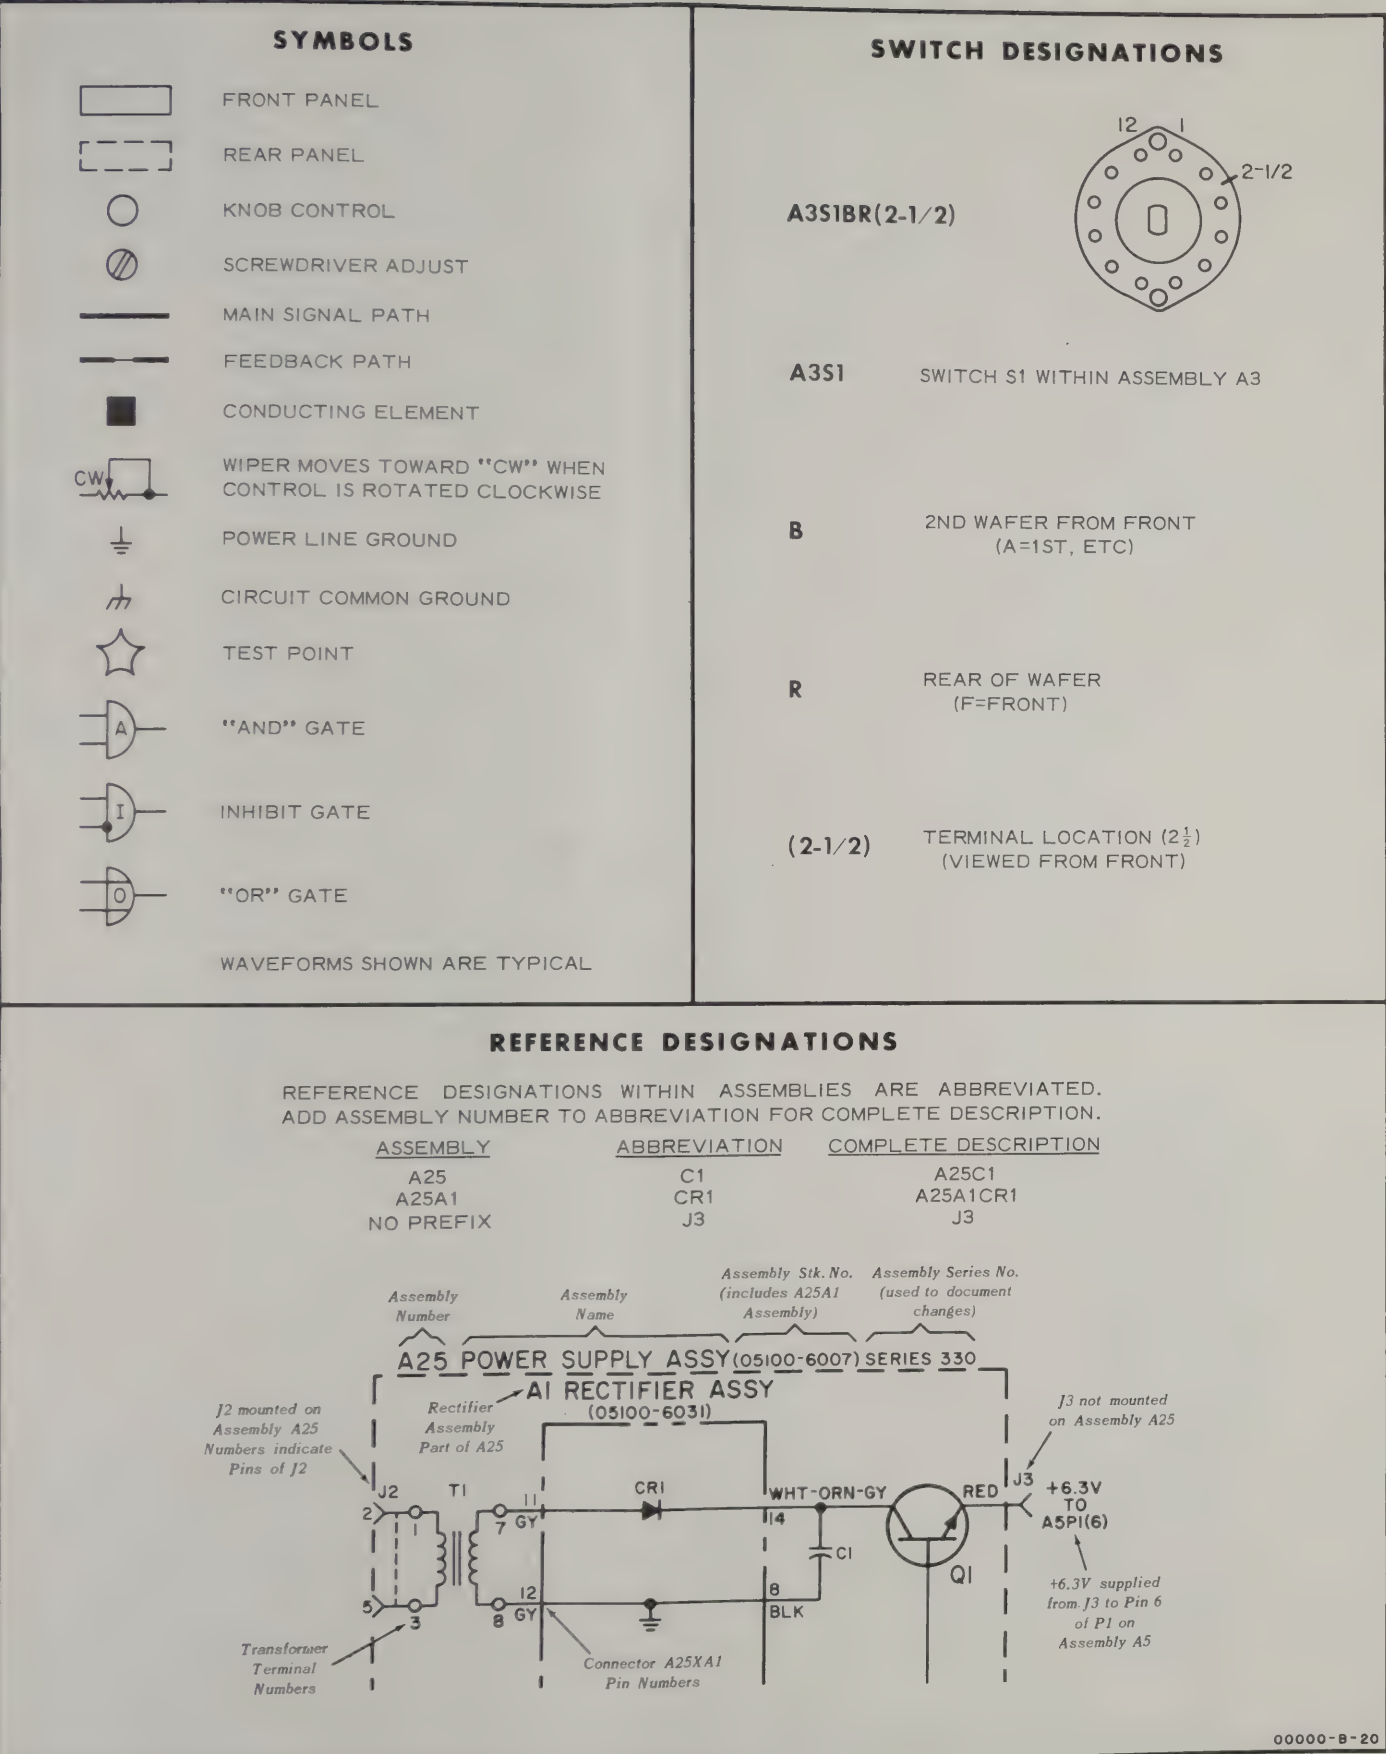 SYMBOLS
FRONT PANEL
REAR PANEL
KNOB CONTROL
SCREWDRIVER ADJUST
MAIN SIGNAL PATH
FEEDBACK PATH
CONDUCTING ELEMENT
CW
WIPER MOVES TOWARD "CW" WHEN
CONTROL IS ROTATED CLOCKWISE
POWER LINE GROUND
CIRCUIT COMMON GROUND
TEST POINT
A
"AND" GATE
I
INHIBIT GATE
O
"OR" GATE
WAVEFORMS SHOWN ARE TYPICAL
SWITCH DESIGNATIONS
12 1
2-1/2
A3S1BR(2-1/2)
A3S1 SWITCH S1 WITHIN ASSEMBLY A3
B 2ND WAFER FROM FRONT
(A=1ST, ETC)
R REAR OF WAFER
(F=FRONT)
(2-1/2) TERMINAL LOCATION (2½)
(VIEWED FROM FRONT)
REFERENCE DESIGNATIONS
REFERENCE DESIGNATIONS WITHIN ASSEMBLIES ARE ABBREVIATED.
ADD ASSEMBLY NUMBER TO ABBREVIATION FOR COMPLETE DESCRIPTION.
ASSEMBLY ABBREVIATION COMPLETE DESCRIPTION
A25 C1 A25C1
A25A1 CR1 A25A1CR1
NO PREFIX J3 J3
Assembly
Number
Assembly
Name
Assembly Stk. No.
(includes A25A1
Assembly)
Assembly Series No.
(used to document
changes)
A25 POWER SUPPLY ASSY (05100-6007) SERIES 330
A1 RECTIFIER ASSY
(05100-6031)
Rectifier
Assembly
Part of A25
J2 mounted on
Assembly A25
Numbers indicate
Pins of J2
J3 not mounted
on Assembly A25
J2
T1
2
1
7
11
GY
CR1
WHT-ORN-GY
14
RED
J3
+6.3V
TO
A5P1(6)
C1
Q1
5
3
8
12
GY
8
BLK
+6.3V supplied
from J3 to Pin 6
of P1 on
Assembly A5
Transformer
Terminal
Numbers
Connector A25XA1
Pin Numbers
00000-B-20